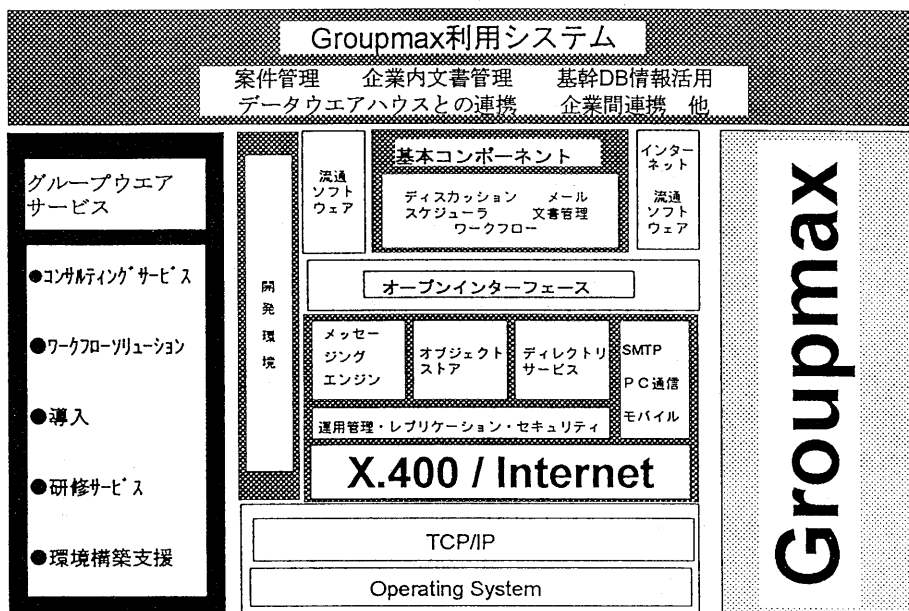 Groupmax利用システム
案件管理 企業内文書管理 基幹DB情報活用
データウエアハウスとの連携 企業間連携 他
グループウエア
サービス
●コンサルティングサービス
●ワークフローソリューション
●導入
●研修サービス
●環境構築支援
開
発
環
境
流通
ソフト
ウェア
基本コンポーネント
ディスカッション メール
スケジューラ 文書管理
ワークフロー
インター
ネット
流通
ソフト
ウェア
オープンインターフェース
メッセー
ジング
エンジン
オブジェクト
ストア
ディレクトリ
サービス
SMTP
PC通信
モバイル
運用管理・レプリケーション・セキュリティ
X.400 / Internet
TCP/IP
Operating System
Groupmax